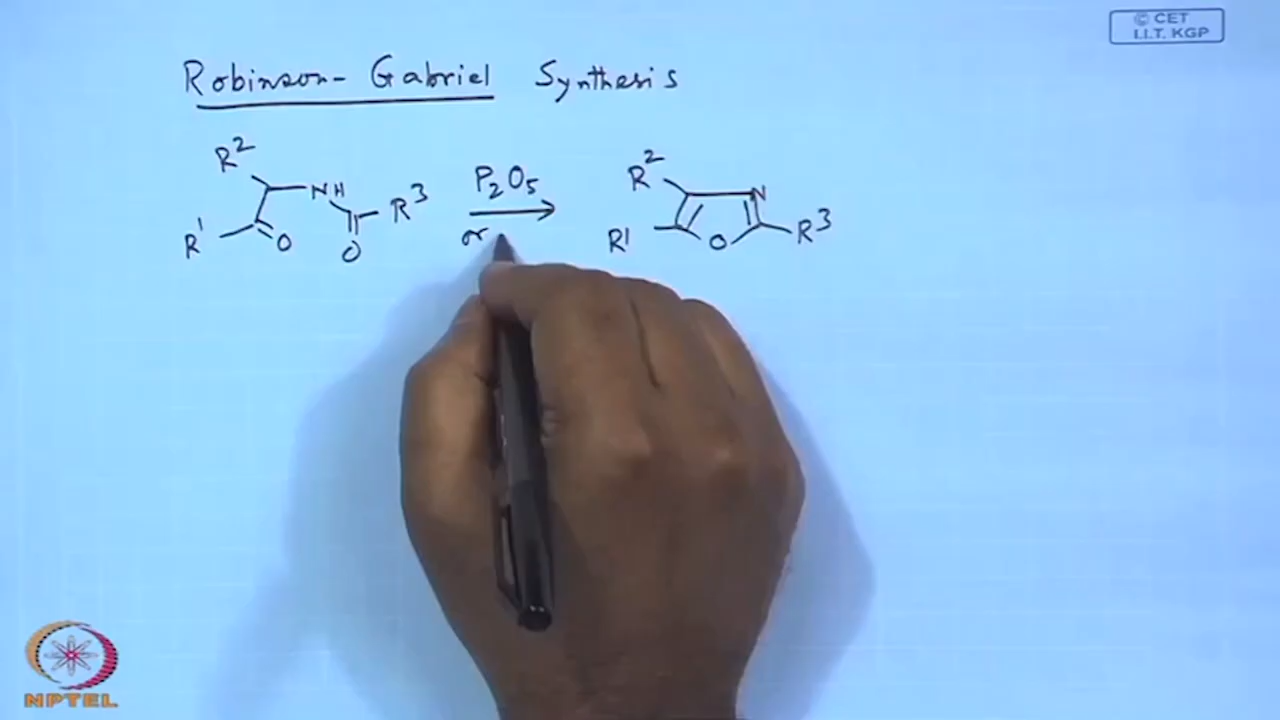 © CET
I.I.T. KGP
Robinson-Gabriel Synthesis
R² NH R³ R¹ O O
P₂O₅
or
R² N R¹ O R³
NPTEL